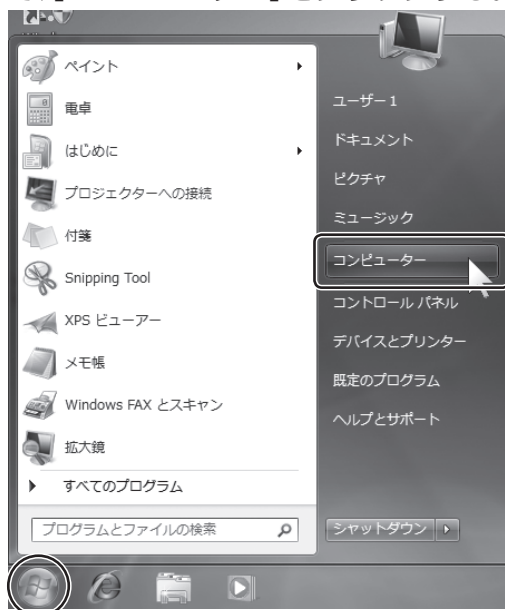 ペイント
電卓
はじめに
プロジェクターへの接続
付箋
Snipping Tool
XPS ビューアー
メモ帳
Windows FAX とスキャン
拡大鏡
すべてのプログラム
プログラムとファイルの検索
ユーザー1
ドキュメント
ピクチャ
ミュージック
コンピューター
コントロール パネル
デバイスとプリンター
既定のプログラム
ヘルプとサポート
シャットダウン